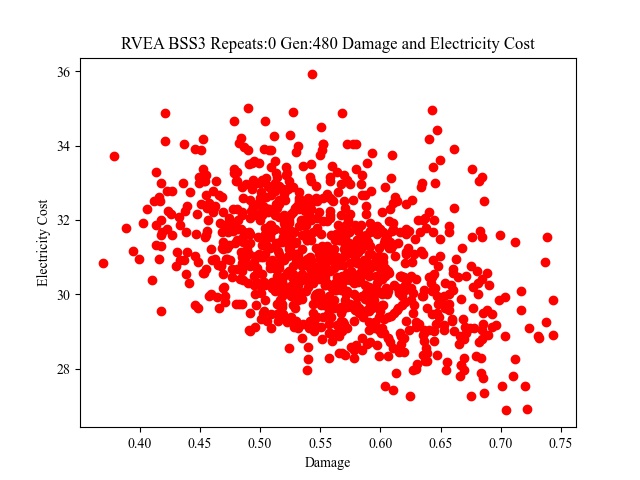 RVEA BSS3 Repeats:0 Gen:480 Damage and Electricity Cost
36
34
32
30
28
Electricity Cost
0.40 0.45 0.50 0.55 0.60 0.65 0.70 0.75
Damage